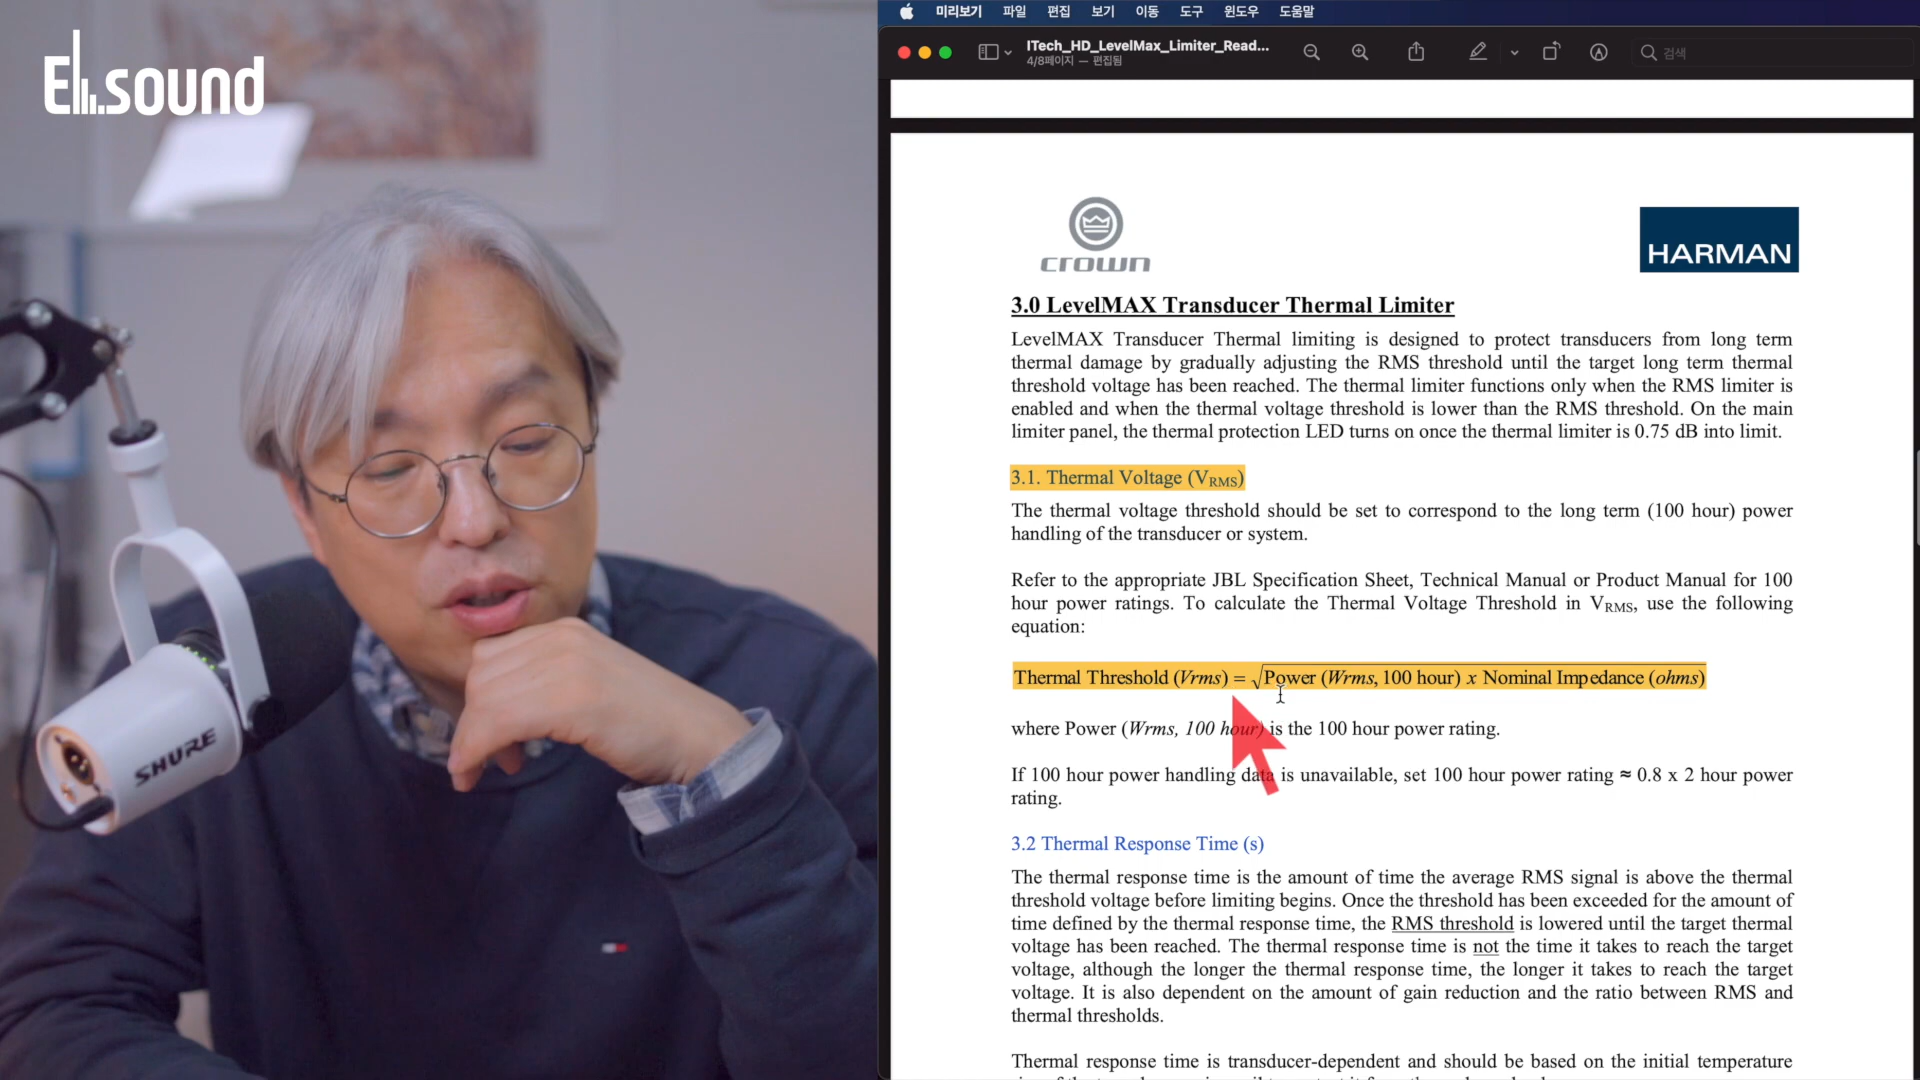 El.sound
SHURE
미리보기 파일 편집 보기 이동 도구 윈도우 도움말
ITech_HD_LevelMax_Limiter_Read...
4/8페이지 — 편집됨
검색
crown
HARMAN
3.0 LevelMAX Transducer Thermal Limiter
LevelMAX Transducer Thermal limiting is designed to protect transducers from long term
thermal damage by gradually adjusting the RMS threshold until the target long term thermal
threshold voltage has been reached. The thermal limiter functions only when the RMS limiter is
enabled and when the thermal voltage threshold is lower than the RMS threshold. On the main
limiter panel, the thermal protection LED turns on once the thermal limiter is 0.75 dB into limit.
3.1. Thermal Voltage (VRMS)
The thermal voltage threshold should be set to correspond to the long term (100 hour) power
handling of the transducer or system.
Refer to the appropriate JBL Specification Sheet, Technical Manual or Product Manual for 100
hour power ratings. To calculate the Thermal Voltage Threshold in VRMS, use the following
equation:
Thermal Threshold (Vrms) = √Power (Wrms, 100 hour) x Nominal Impedance (ohms)
where Power (Wrms, 100 hour) is the 100 hour power rating.
If 100 hour power handling data is unavailable, set 100 hour power rating ≈ 0.8 x 2 hour power
rating.
3.2 Thermal Response Time (s)
The thermal response time is the amount of time the average RMS signal is above the thermal
threshold voltage before limiting begins. Once the threshold has been exceeded for the amount of
time defined by the thermal response time, the RMS threshold is lowered until the target thermal
voltage has been reached. The thermal response time is not the time it takes to reach the target
voltage, although the longer the thermal response time, the longer it takes to reach the target
voltage. It is also dependent on the amount of gain reduction and the ratio between RMS and
thermal thresholds.
Thermal response time is transducer-dependent and should be based on the initial temperature